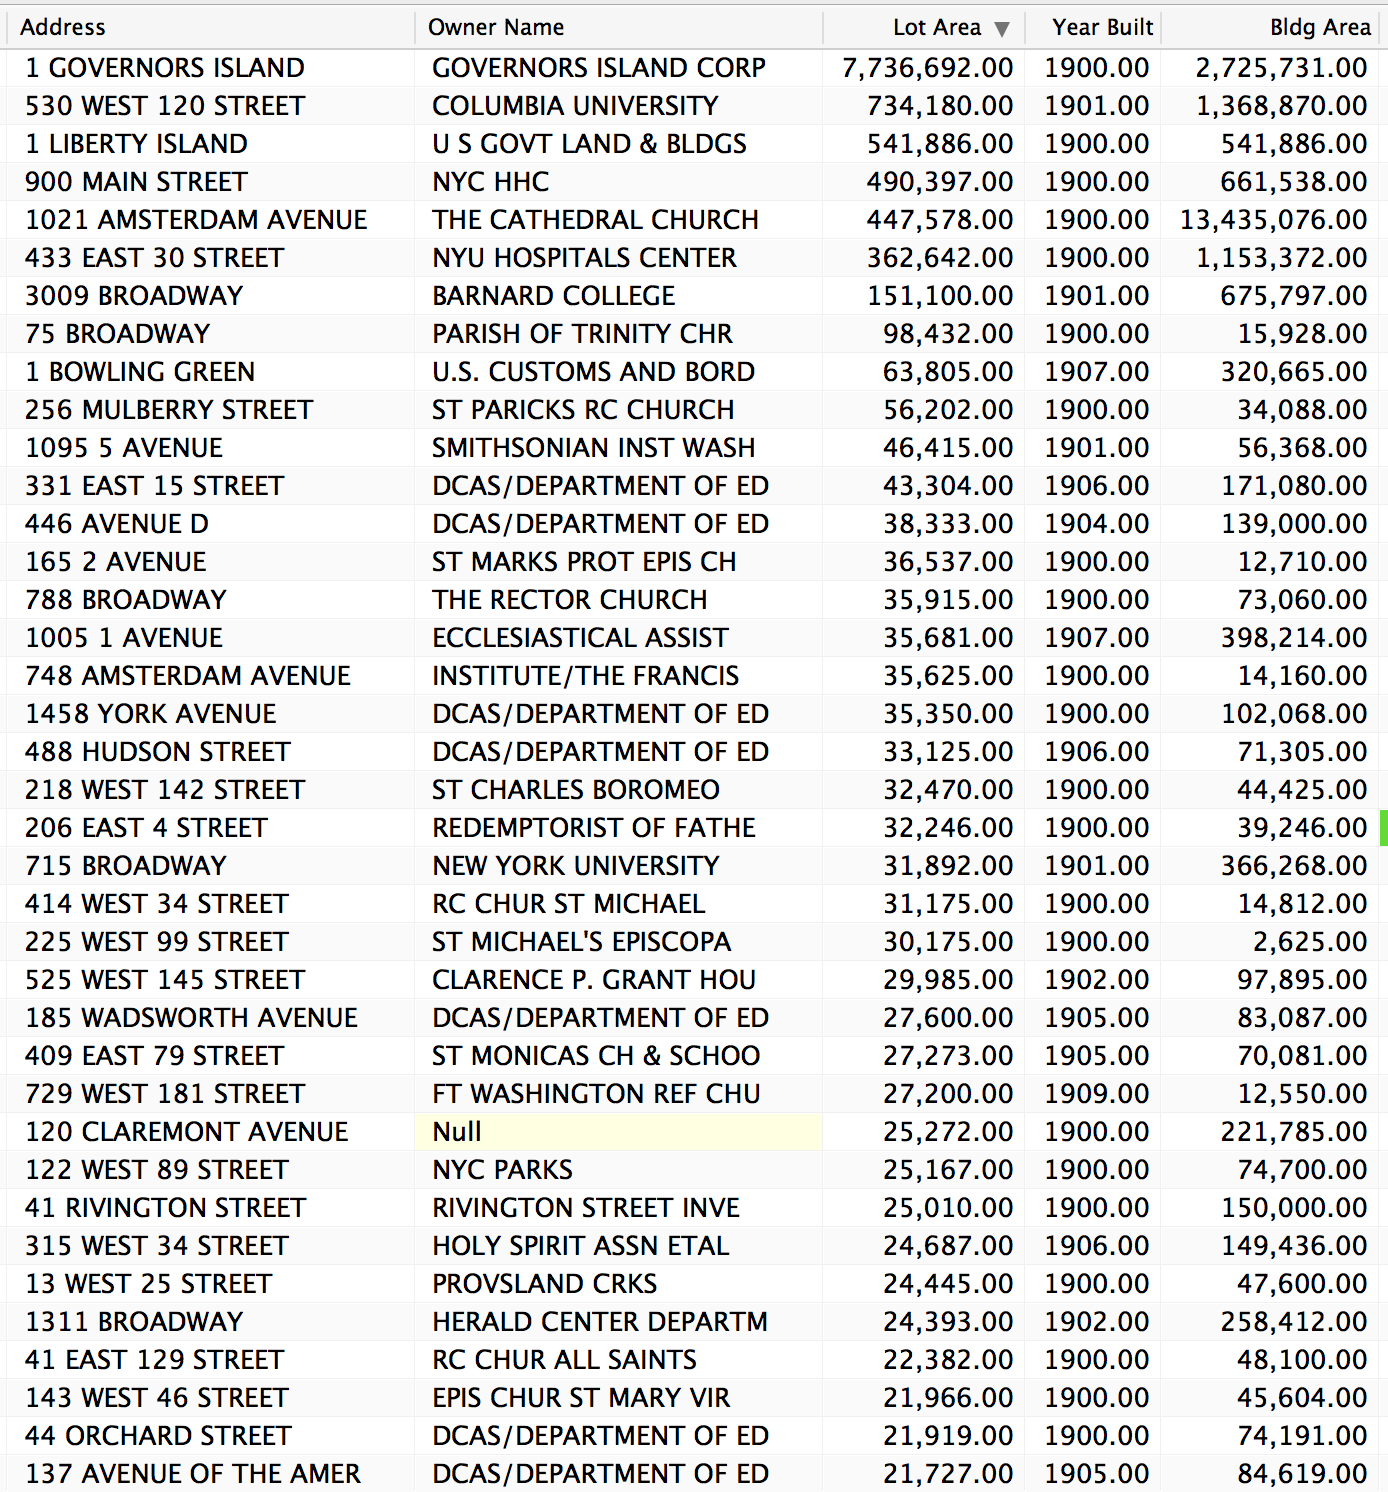 Address Owner Name Lot Area ▼ Year Built Bldg Area
1 GOVERNORS ISLAND GOVERNORS ISLAND CORP 7,736,692.00 1900.00 2,725,731.00
530 WEST 120 STREET COLUMBIA UNIVERSITY 734,180.00 1901.00 1,368,870.00
1 LIBERTY ISLAND U S GOVT LAND & BLDGS 541,886.00 1900.00 541,886.00
900 MAIN STREET NYC HHC 490,397.00 1900.00 661,538.00
1021 AMSTERDAM AVENUE THE CATHEDRAL CHURCH 447,578.00 1900.00 13,435,076.00
433 EAST 30 STREET NYU HOSPITALS CENTER 362,642.00 1900.00 1,153,372.00
3009 BROADWAY BARNARD COLLEGE 151,100.00 1901.00 675,797.00
75 BROADWAY PARISH OF TRINITY CHR 98,432.00 1900.00 15,928.00
1 BOWLING GREEN U.S. CUSTOMS AND BORD 63,805.00 1907.00 320,665.00
256 MULBERRY STREET ST PARICKS RC CHURCH 56,202.00 1900.00 34,088.00
1095 5 AVENUE SMITHSONIAN INST WASH 46,415.00 1901.00 56,368.00
331 EAST 15 STREET DCAS/DEPARTMENT OF ED 43,304.00 1906.00 171,080.00
446 AVENUE D DCAS/DEPARTMENT OF ED 38,333.00 1904.00 139,000.00
165 2 AVENUE ST MARKS PROT EPIS CH 36,537.00 1900.00 12,710.00
788 BROADWAY THE RECTOR CHURCH 35,915.00 1900.00 73,060.00
1005 1 AVENUE ECCLESIASTICAL ASSIST 35,681.00 1907.00 398,214.00
748 AMSTERDAM AVENUE INSTITUTE/THE FRANCIS 35,625.00 1900.00 14,160.00
1458 YORK AVENUE DCAS/DEPARTMENT OF ED 35,350.00 1900.00 102,068.00
488 HUDSON STREET DCAS/DEPARTMENT OF ED 33,125.00 1906.00 71,305.00
218 WEST 142 STREET ST CHARLES BOROMEO 32,470.00 1900.00 44,425.00
206 EAST 4 STREET REDEMPTORIST OF FATHE 32,246.00 1900.00 39,246.00
715 BROADWAY NEW YORK UNIVERSITY 31,892.00 1901.00 366,268.00
414 WEST 34 STREET RC CHUR ST MICHAEL 31,175.00 1900.00 14,812.00
225 WEST 99 STREET ST MICHAEL'S EPISCOPA 30,175.00 1900.00 2,625.00
525 WEST 145 STREET CLARENCE P. GRANT HOU 29,985.00 1902.00 97,895.00
185 WADSWORTH AVENUE DCAS/DEPARTMENT OF ED 27,600.00 1905.00 83,087.00
409 EAST 79 STREET ST MONICAS CH & SCHOO 27,273.00 1905.00 70,081.00
729 WEST 181 STREET FT WASHINGTON REF CHU 27,200.00 1909.00 12,550.00
120 CLAREMONT AVENUE Null 25,272.00 1900.00 221,785.00
122 WEST 89 STREET NYC PARKS 25,167.00 1900.00 74,700.00
41 RIVINGTON STREET RIVINGTON STREET INVE 25,010.00 1900.00 150,000.00
315 WEST 34 STREET HOLY SPIRIT ASSN ETAL 24,687.00 1906.00 149,436.00
13 WEST 25 STREET PROVSLAND CRKS 24,445.00 1900.00 47,600.00
1311 BROADWAY HERALD CENTER DEPARTM 24,393.00 1902.00 258,412.00
41 EAST 129 STREET RC CHUR ALL SAINTS 22,382.00 1900.00 48,100.00
143 WEST 46 STREET EPIS CHUR ST MARY VIR 21,966.00 1900.00 45,604.00
44 ORCHARD STREET DCAS/DEPARTMENT OF ED 21,919.00 1900.00 74,191.00
137 AVENUE OF THE AMER DCAS/DEPARTMENT OF ED 21,727.00 1905.00 84,619.00